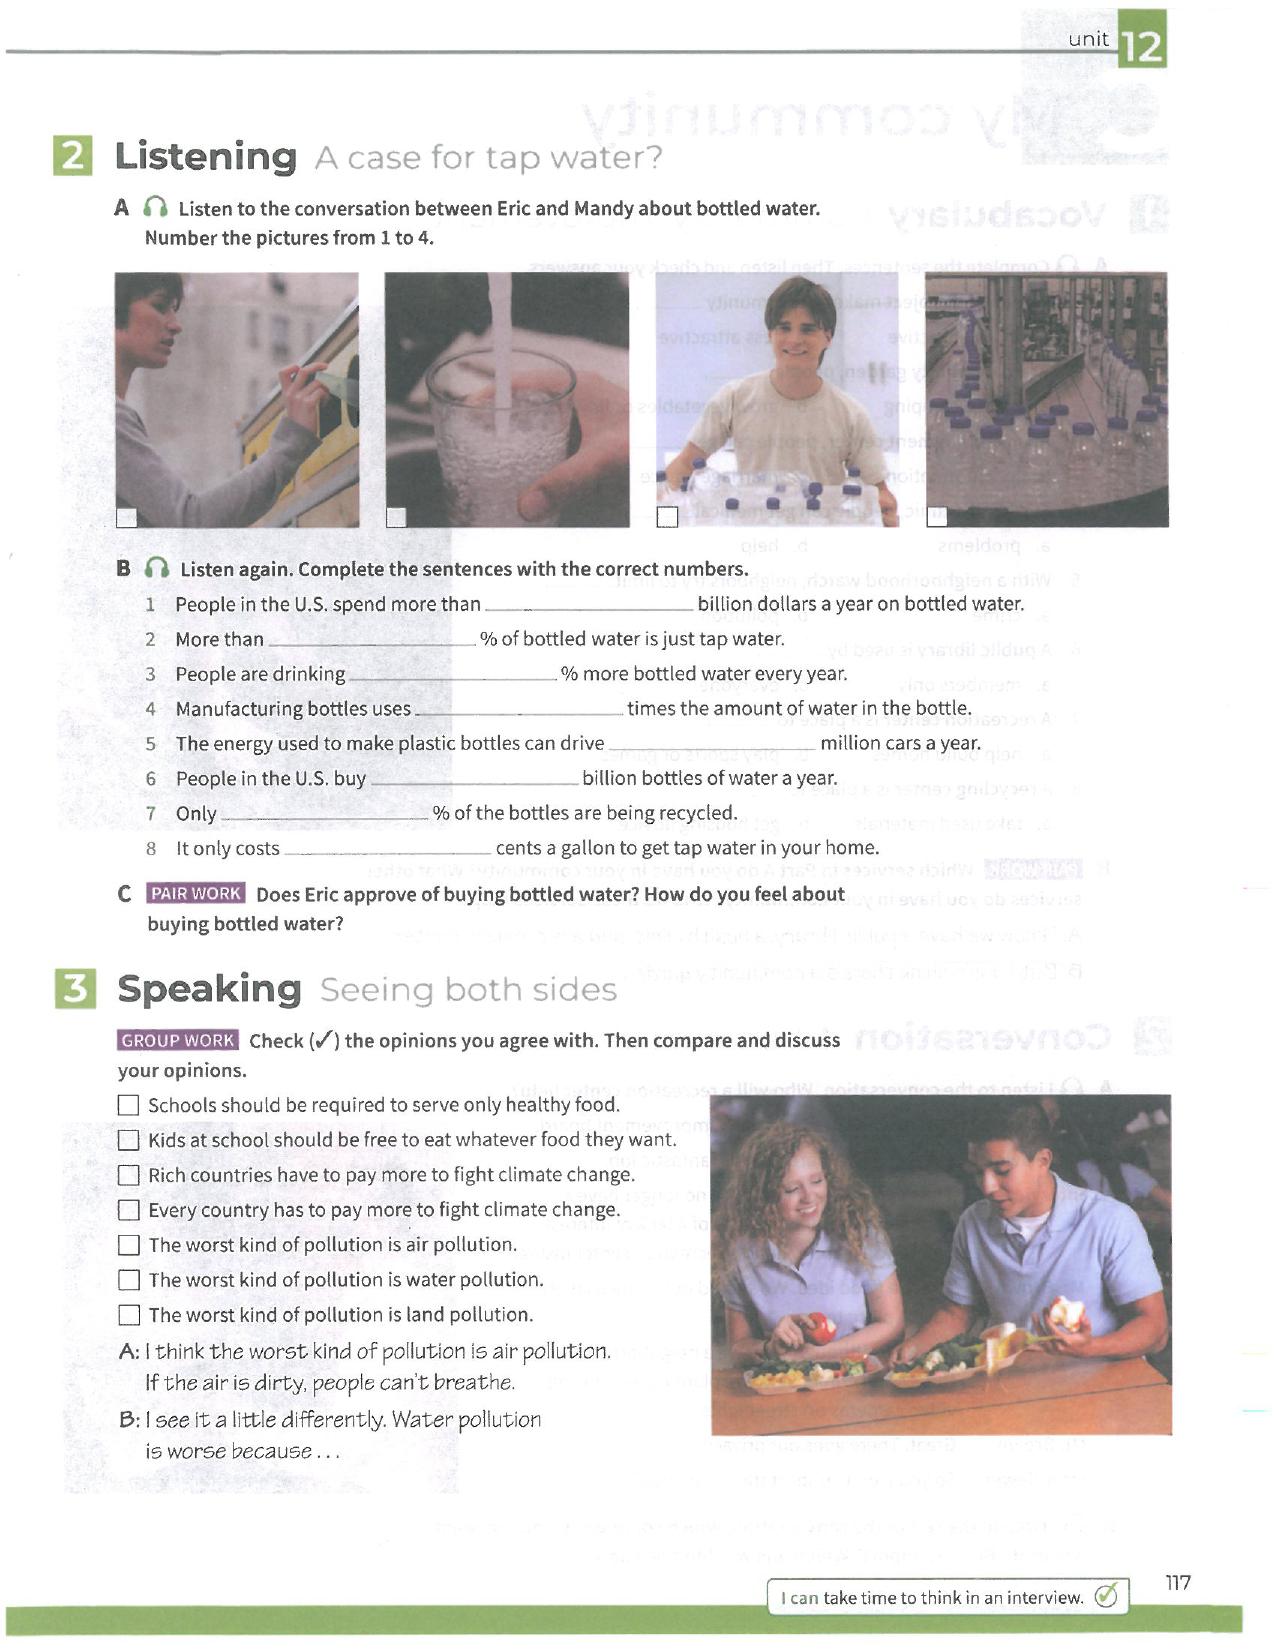 unit 12
2 Listening A case for tap water?
A Listen to the conversation between Eric and Mandy about bottled water.
Number the pictures from 1 to 4.
B Listen again. Complete the sentences with the correct numbers.
1 People in the U.S. spend more than ____________ billion dollars a year on bottled water.
2 More than ____________ % of bottled water is just tap water.
3 People are drinking ____________ % more bottled water every year.
4 Manufacturing bottles uses ____________ times the amount of water in the bottle.
5 The energy used to make plastic bottles can drive ____________ million cars a year.
6 People in the U.S. buy ____________ billion bottles of water a year.
7 Only ____________ % of the bottles are being recycled.
8 It only costs ____________ cents a gallon to get tap water in your home.
C PAIR WORK Does Eric approve of buying bottled water? How do you feel about
buying bottled water?
3 Speaking Seeing both sides
GROUP WORK Check (✓) the opinions you agree with. Then compare and discuss
your opinions.
Schools should be required to serve only healthy food.
Kids at school should be free to eat whatever food they want.
Rich countries have to pay more to fight climate change.
Every country has to pay more to fight climate change.
The worst kind of pollution is air pollution.
The worst kind of pollution is water pollution.
The worst kind of pollution is land pollution.
A: I think the worst kind of pollution is air pollution.
If the air is dirty, people can't breathe.
B: I see it a little differently. Water pollution
is worse because . . .
I can take time to think in an interview.
117